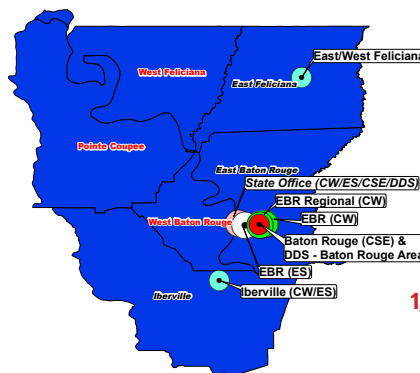 East/West Feliciana
West Feliciana
East Feliciana
Pointe Coupee
East Baton Rouge
State Office (CW/ES/CSE/DDS)
EBR Regional (CW)
West Baton Rouge
EBR (CW)
Baton Rouge (CSE) &
DDS - Baton Rouge Area
EBR (ES)
Iberville
Iberville (CW/ES)